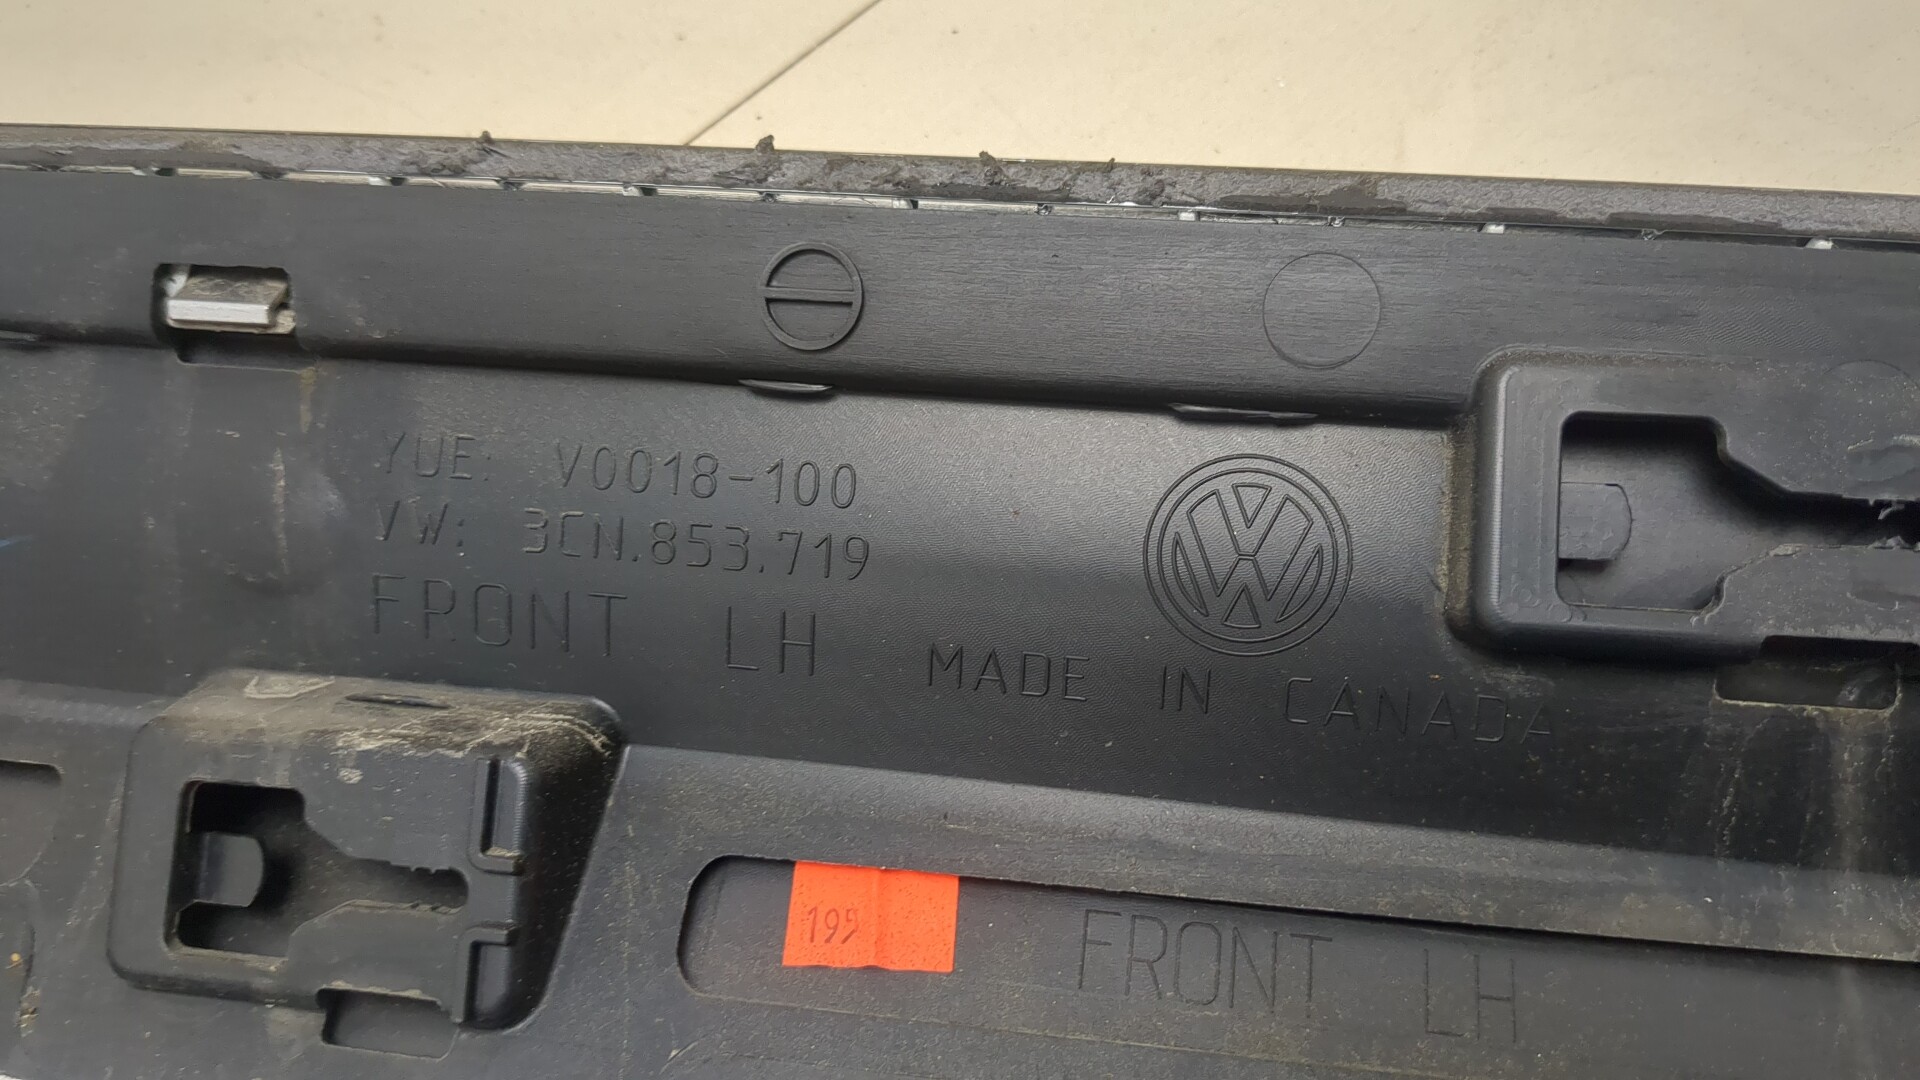 YUE: V0018-100
VW: 3CN.853.719
FRONT LH
MADE IN CANADA
199
FRONT LH